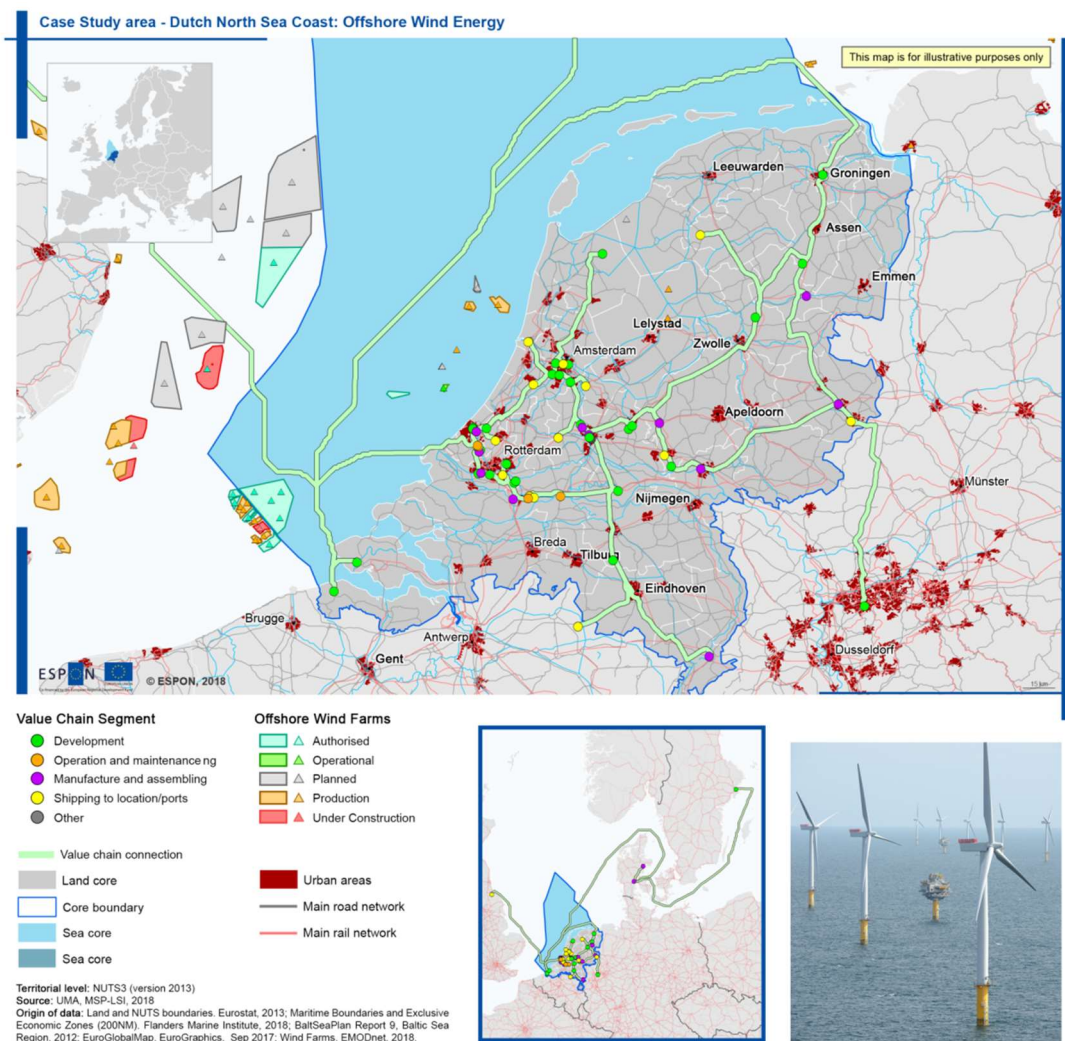 Case Study area - Dutch North Sea Coast: Offshore Wind Energy
This map is for illustrative purposes only
Leeuwarden
Groningen
Assen
Emmen
Lelystad
Zwolle
Amsterdam
Apeldoorn
Rotterdam
Nijmegen
Münster
Breda
Tilburg
Eindhoven
Brugge
Antwerp
Gent
Dusseldorf
ESPON
© ESPON, 2018
15 km
Value Chain Segment
Development
Operation and maintenance ng
Manufacture and assembling
Shipping to location/ports
Other
Offshore Wind Farms
Authorised
Operational
Planned
Production
Under Construction
Value chain connection
Land core
Core boundary
Sea core
Sea core
Urban areas
Main road network
Main rail network
Territorial level: NUTS3 (version 2013)
Source: UMA, MSP-LSI, 2018
Origin of data: Land and NUTS boundaries. Eurostat, 2013; Maritime Boundaries and Exclusive
Economic Zones (200NM). Flanders Marine Institute, 2018; BaltSeaPlan Report 9, Baltic Sea
Region, 2012; EuroGlobalMap, EuroGraphics, Sep 2017; Wind Farms, EMODnet, 2018.